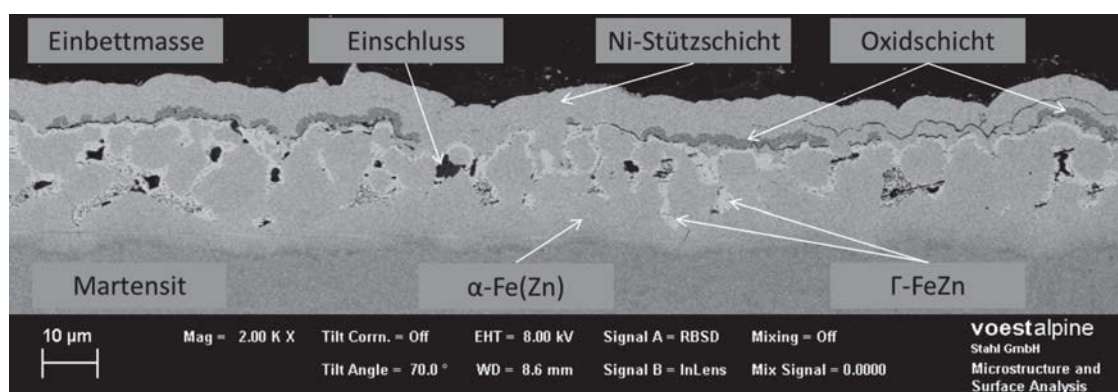 Einbettmasse Einschluss Ni-Stützschicht Oxidschicht
Martensit α-Fe(Zn) Γ-FeZn
10 µm Mag = 2.00 K X Tilt Corrn. = Off EHT = 8.00 kV Signal A = RBSD Mixing = Off voestalpine
Stahl GmbH
Tilt Angle = 70.0 ° WD = 8.6 mm Signal B = InLens Mix Signal = 0.0000 Microstructure and
Surface Analysis